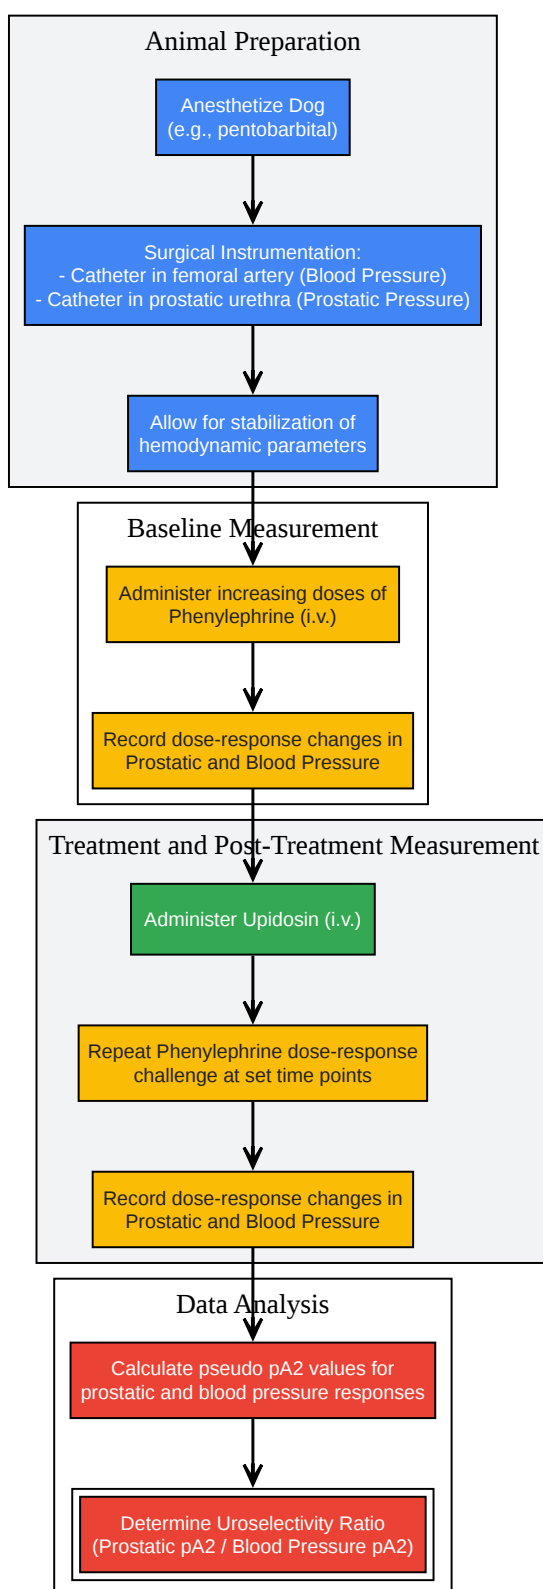 Animal Preparation
Anesthetize Dog
(e.g., pentobarbital)
Surgical Instrumentation:
- Catheter in femoral artery (Blood Pressure)
- Catheter in prostatic urethra (Prostatic Pressure)
Allow for stabilization of
hemodynamic parameters
Baseline Measurement
Administer increasing doses of
Phenylephrine (i.v.)
Record dose-response changes in
Prostatic and Blood Pressure
Treatment and Post-Treatment Measurement
Administer Upidosin (i.v.)
Repeat Phenylephrine dose-response
challenge at set time points
Record dose-response changes in
Prostatic and Blood Pressure
Data Analysis
Calculate pseudo pA2 values for
prostatic and blood pressure responses
Determine Uroselectivity Ratio
(Prostatic pA2 / Blood Pressure pA2)